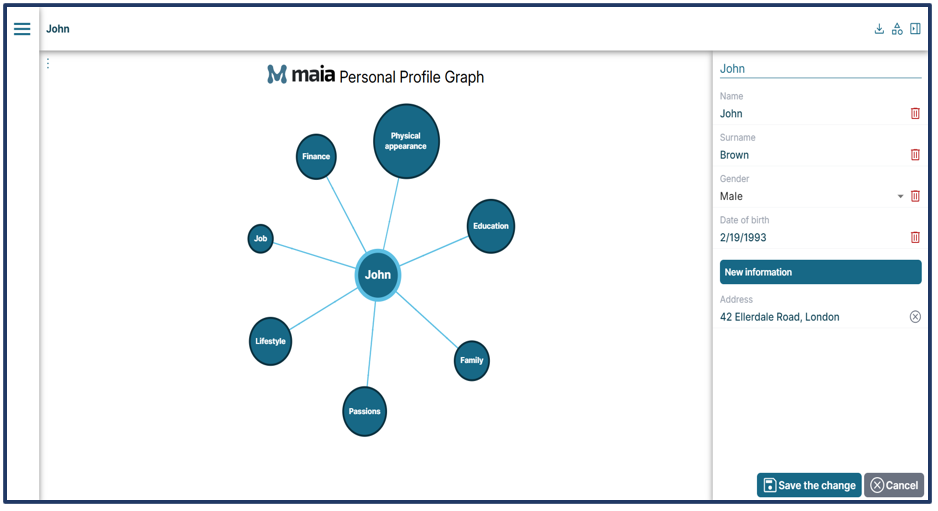 John
maia Personal Profile Graph
Physical
appearance
Finance
Education
Job
John
Lifestyle
Family
Passions
John
Name
John
Surname
Brown
Gender
Male
Date of birth
2/19/1993
New information
Address
42 Ellerdale Road, London
Save the change
Cancel